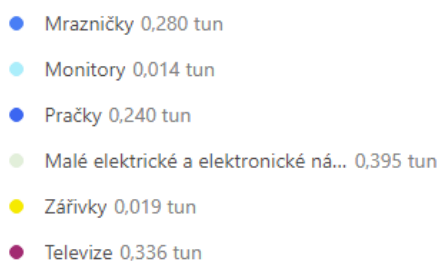 Mrazničky 0,280 tun
Monitory 0,014 tun
Pračky 0,240 tun
Malé elektrické a elektronické ná... 0,395 tun
Zářivky 0,019 tun
Televize 0,336 tun